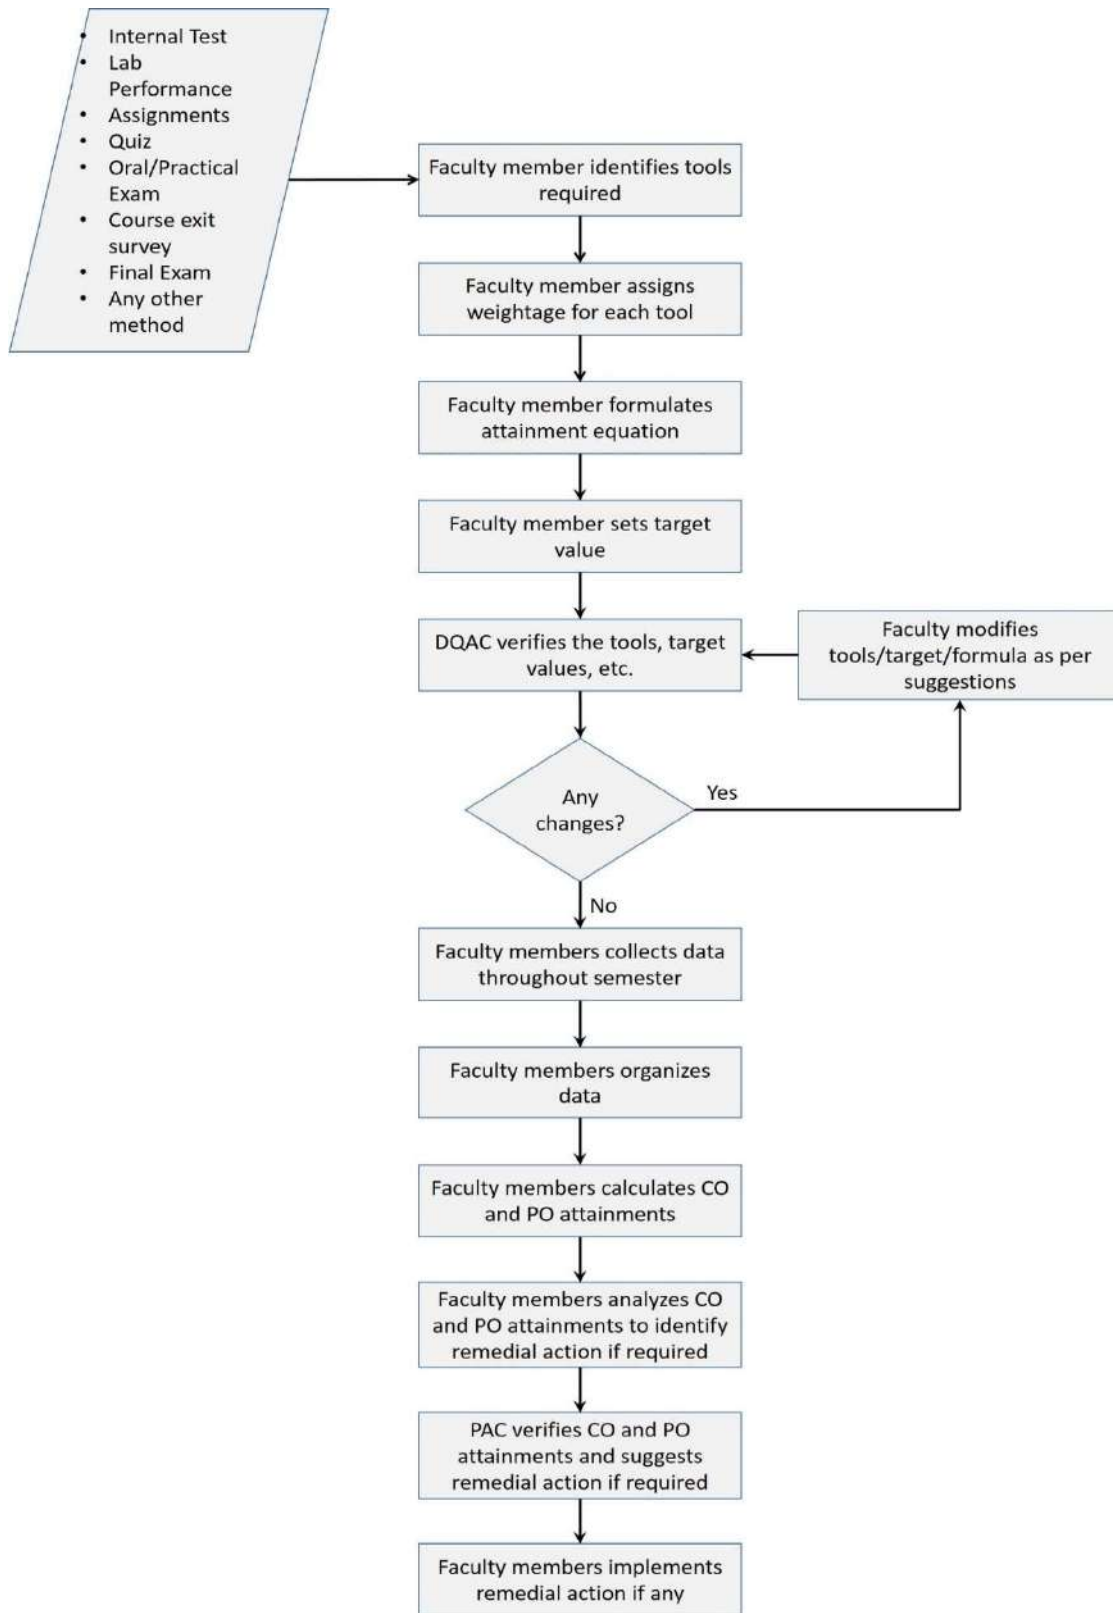 • Internal Test
• Lab
Performance
• Assignments
• Quiz
• Oral/Practical
Exam
• Course exit
survey
• Final Exam
• Any other
method
Faculty member identifies tools
required
Faculty member assigns
weightage for each tool
Faculty member formulates
attainment equation
Faculty member sets target
value
DQAC verifies the tools, target
values, etc.
Faculty modifies
tools/target/formula as per
suggestions
Any
changes?
Yes
No
Faculty members collects data
throughout semester
Faculty members organizes
data
Faculty members calculates CO
and PO attainments
Faculty members analyzes CO
and PO attainments to identify
remedial action if required
PAC verifies CO and PO
attainments and suggests
remedial action if required
Faculty members implements
remedial action if any